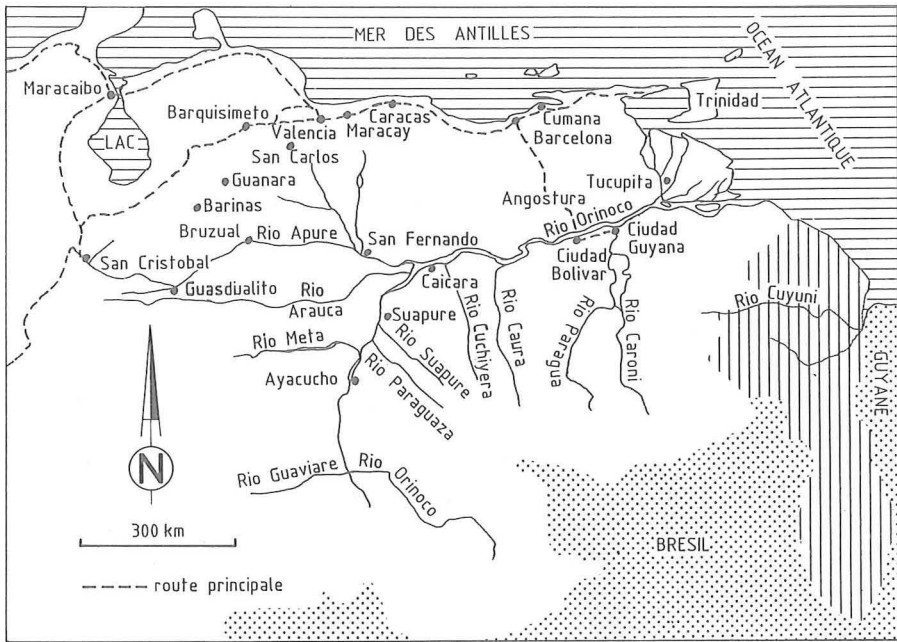 MER DES ANTILLES
OCEAN ATLANTIQUE
Maracaibo
LAC
Barquisimeto
Valencia
Maracay
Caracas
Cumana
Barcelona
Trinidad
San Carlos
Guanara
Barinas
Bruzual
Rio Apure
San Fernando
Angostura
Tucupita
Rio Orinoco
Ciudad
Bolivar
Ciudad
Guyana
San Cristobal
Guasdualito
Rio
Arauca
Caicara
Suapure
Rio Suapure
Rio Cuchiyera
Rio Caura
Rio Paragua
Rio Caroni
Rio Cuyuni
GUYANE
Rio Meta
Rio Paraguaza
Ayacucho
Rio Guaviare
Rio
Orinoco
N
300 km
BRESIL
route principale